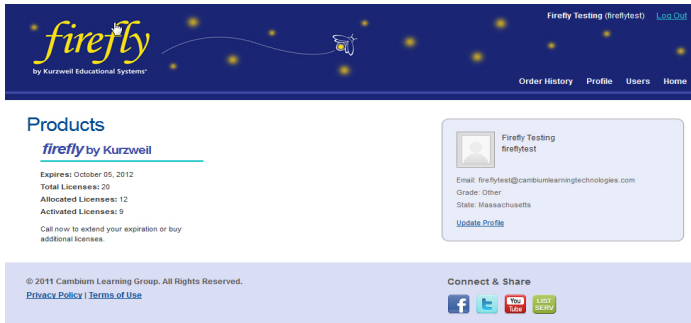 Firefly Testing (fireflytest) Log Out
firefly
by Kurzweil Educational Systems
Order History Profile Users Home
Products
firefly by Kurzweil
Expires: October 05, 2012
Total Licenses: 20
Allocated Licenses: 12
Activated Licenses: 9
Call now to extend your expiration or buy
additional licenses.
Firefly Testing
fireflytest
Email: fireflytest@cambiumlearningtechnologies.com
Grade: Other
State: Massachusetts
Update Profile
© 2011 Cambium Learning Group. All Rights Reserved.
Privacy Policy | Terms of Use
Connect & Share
f t You Tube LIST SERV